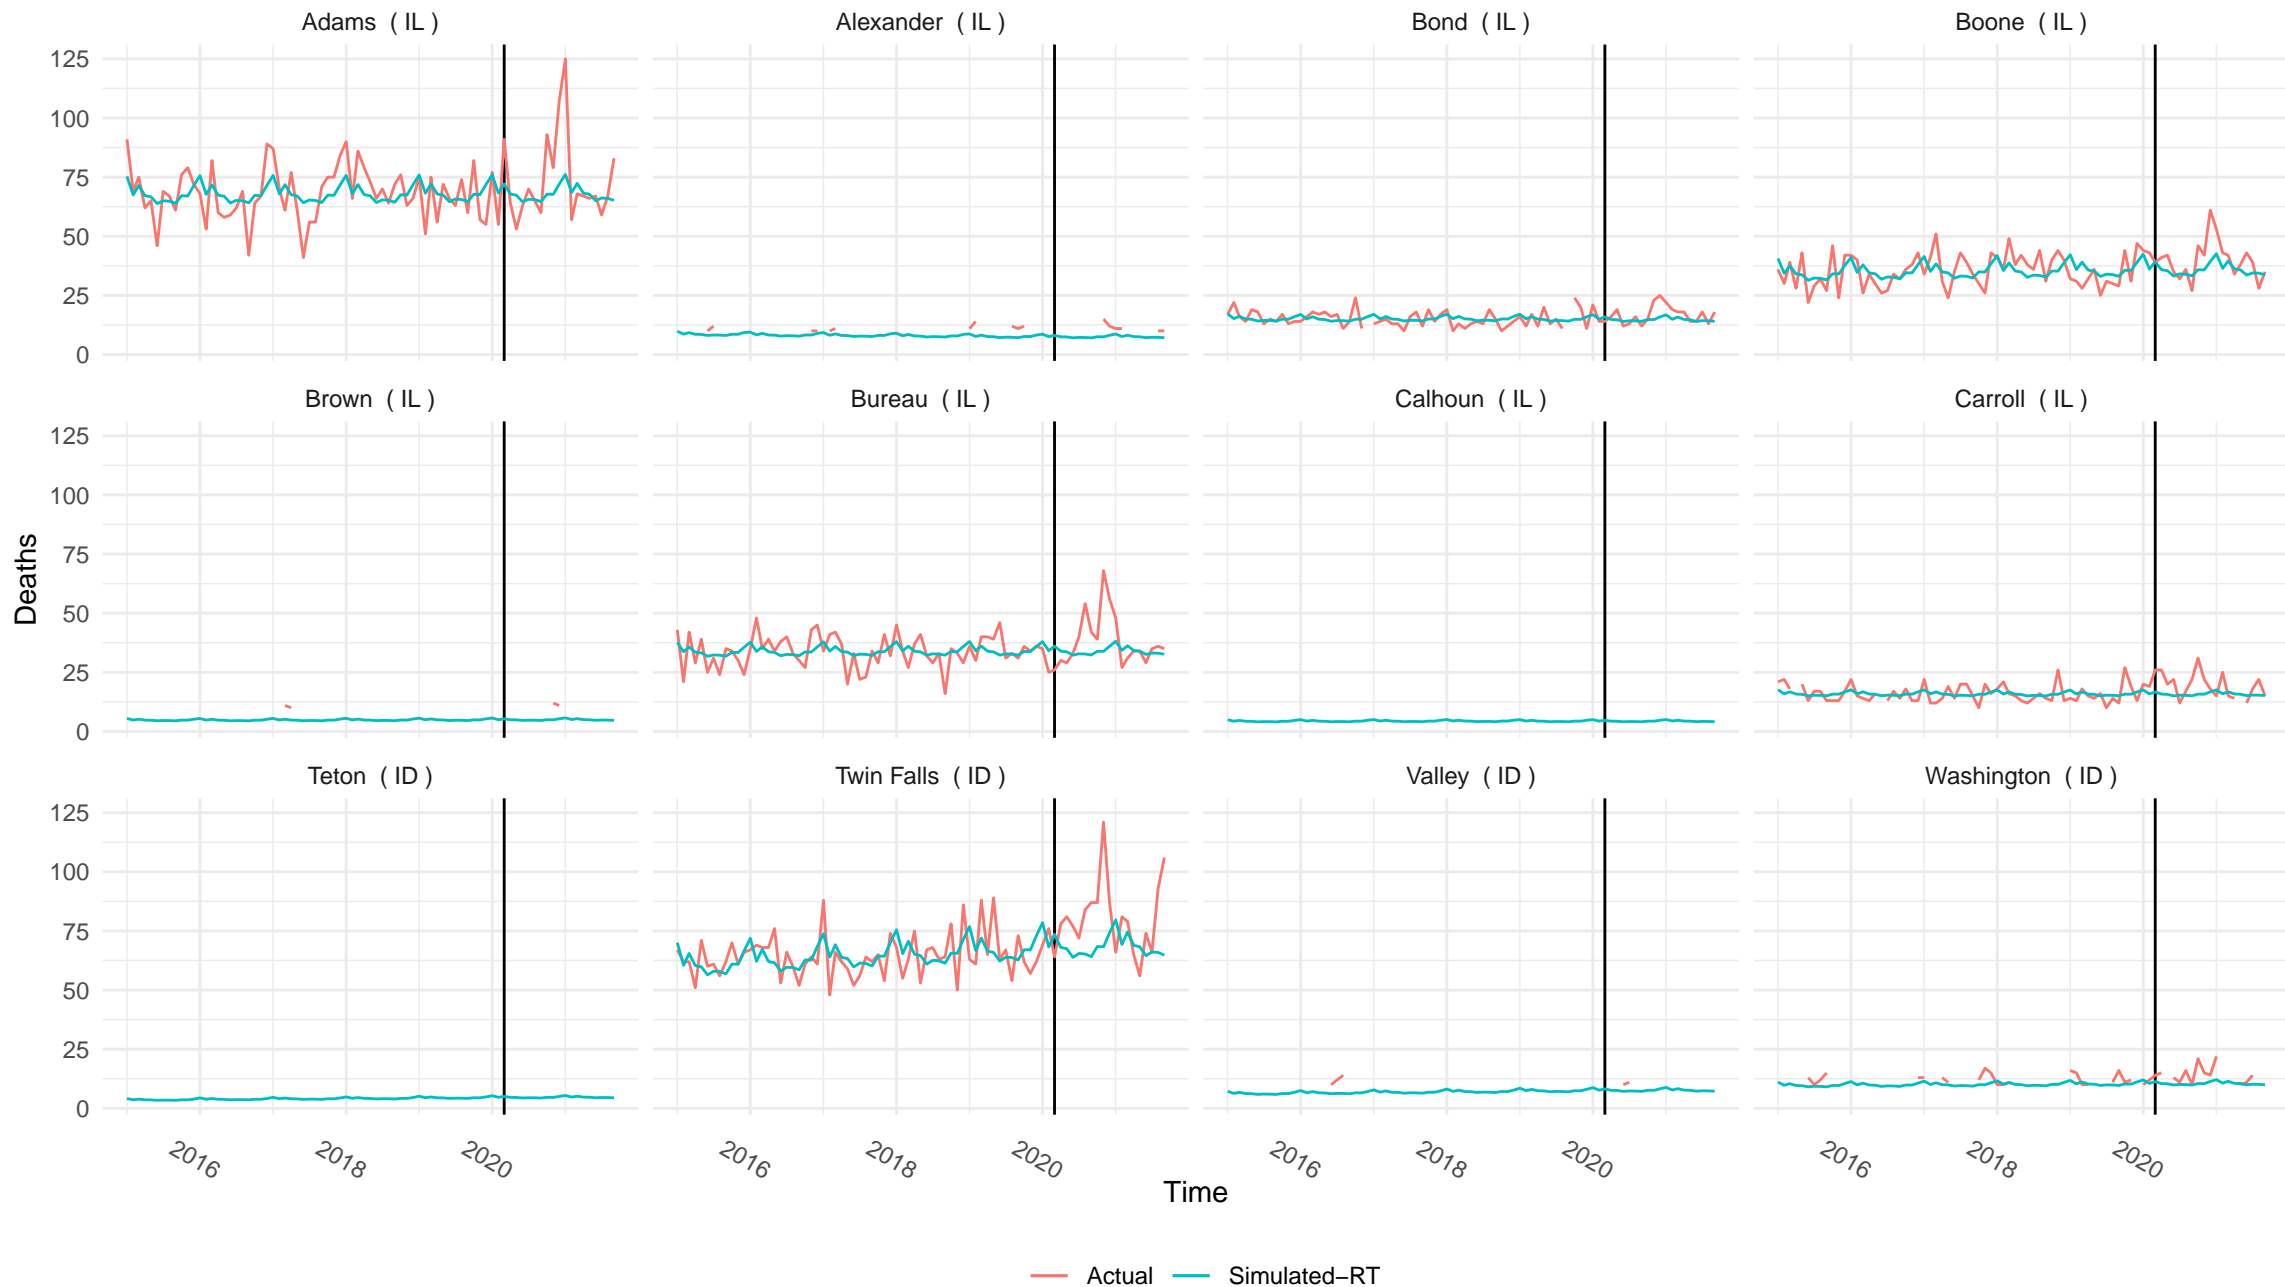 Adams ( IL ) Alexander ( IL ) Bond ( IL ) Boone ( IL )
125
100
75
50
25
0
Brown ( IL ) Bureau ( IL ) Calhoun ( IL ) Carroll ( IL )
125
100
75
50
25
0
Deaths
Teton ( ID ) Twin Falls ( ID ) Valley ( ID ) Washington ( ID )
125
100
75
50
25
0
2016 2018 2020 2016 2018 2020 2016 2018 2020 2016 2018 2020
Time
Actual Simulated−RT